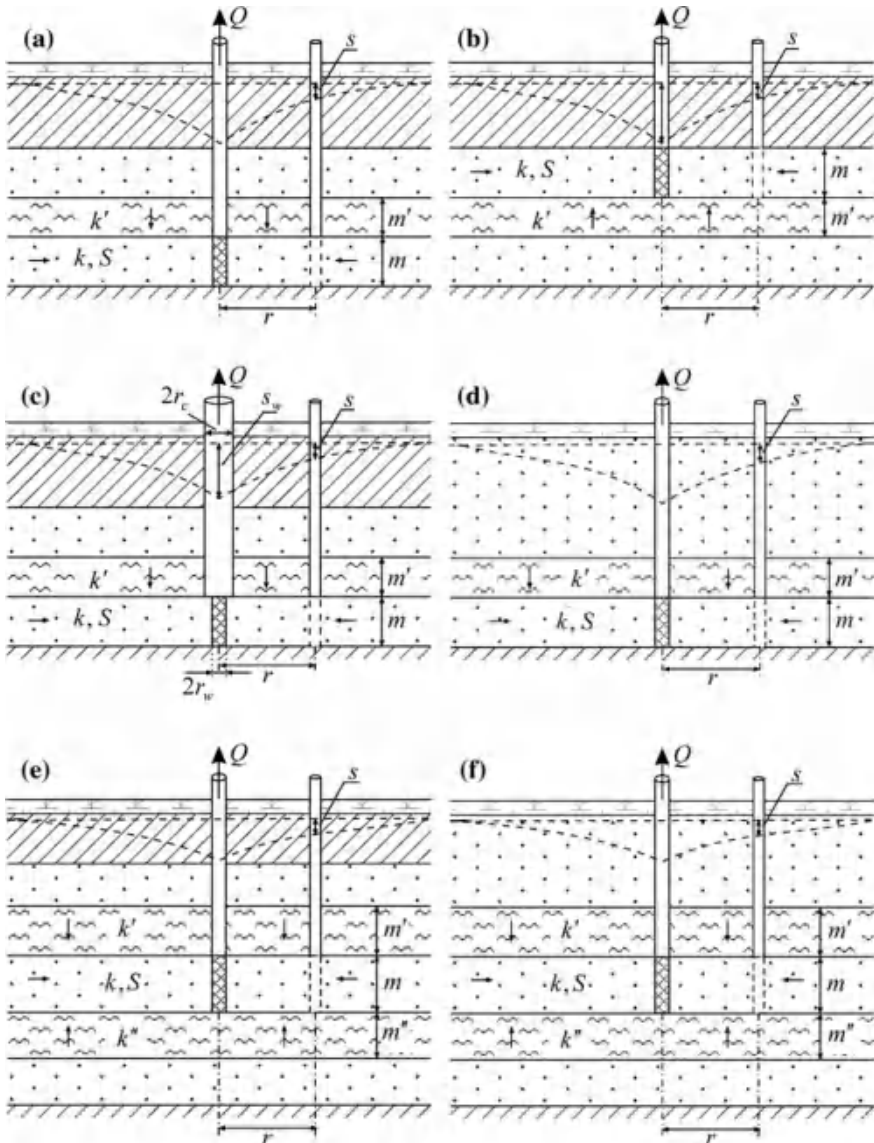 (a)
Q
s
k'
m'
k, S
m
r
(b)
Q
s
k, S
m
k'
m'
r
(c)
2r_c
Q
s_w
s
k'
m'
k, S
m
2r_w
r
(d)
Q
s
k'
m'
k, S
m
r
(e)
Q
s
k'
m'
k, S
m
k"
m"
r
(f)
Q
s
k'
m'
k, S
m
k"
m"
r